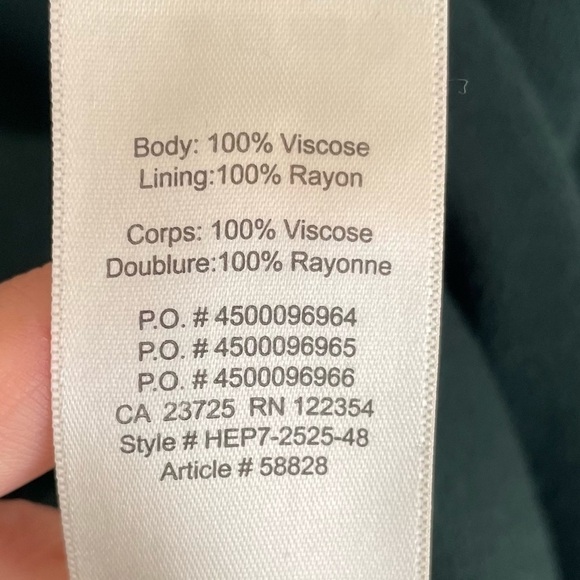 Body: 100% Viscose
Lining:100% Rayon
Corps: 100% Viscose
Doublure:100% Rayonne
P.O. # 4500096964
P.O. # 4500096965
P.O. # 4500096966
CA 23725 RN 122354
Style # HEP7-2525-48
Article # 58828